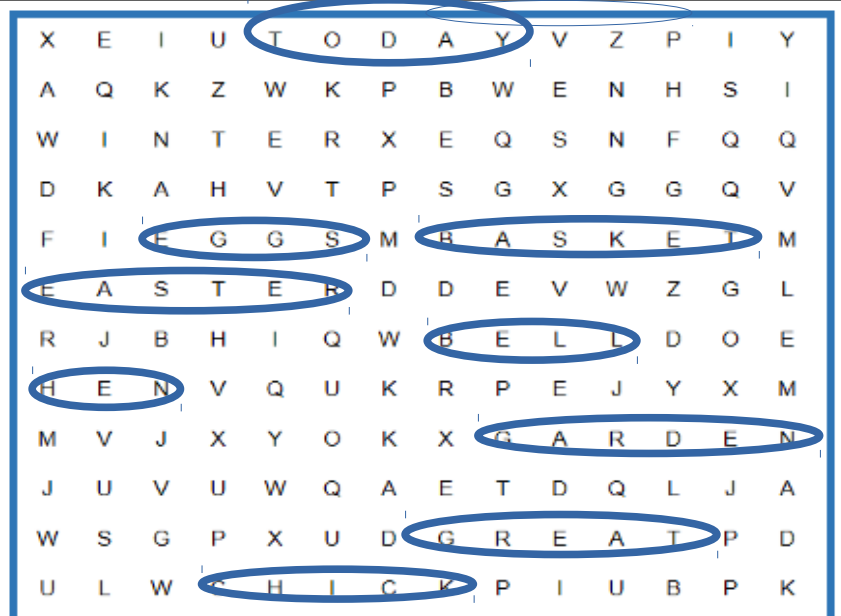 X E I U T O D A Y V Z P I Y
A Q K Z W K P B W E N H S I
W I N T E R X E Q S N F Q Q
D K A H V T P S G X G G Q V
F I E G G S M B A S K E T M
E A S T E R D D E V W Z G L
R J B H I Q W B E L L D O E
H E N V Q U K R P E J Y X M
M V J X Y O K X G A R D E N
J U V U W Q A E T D Q L J A
W S G P X U D G R E A T P D
U L W C H I C K P I U B P K